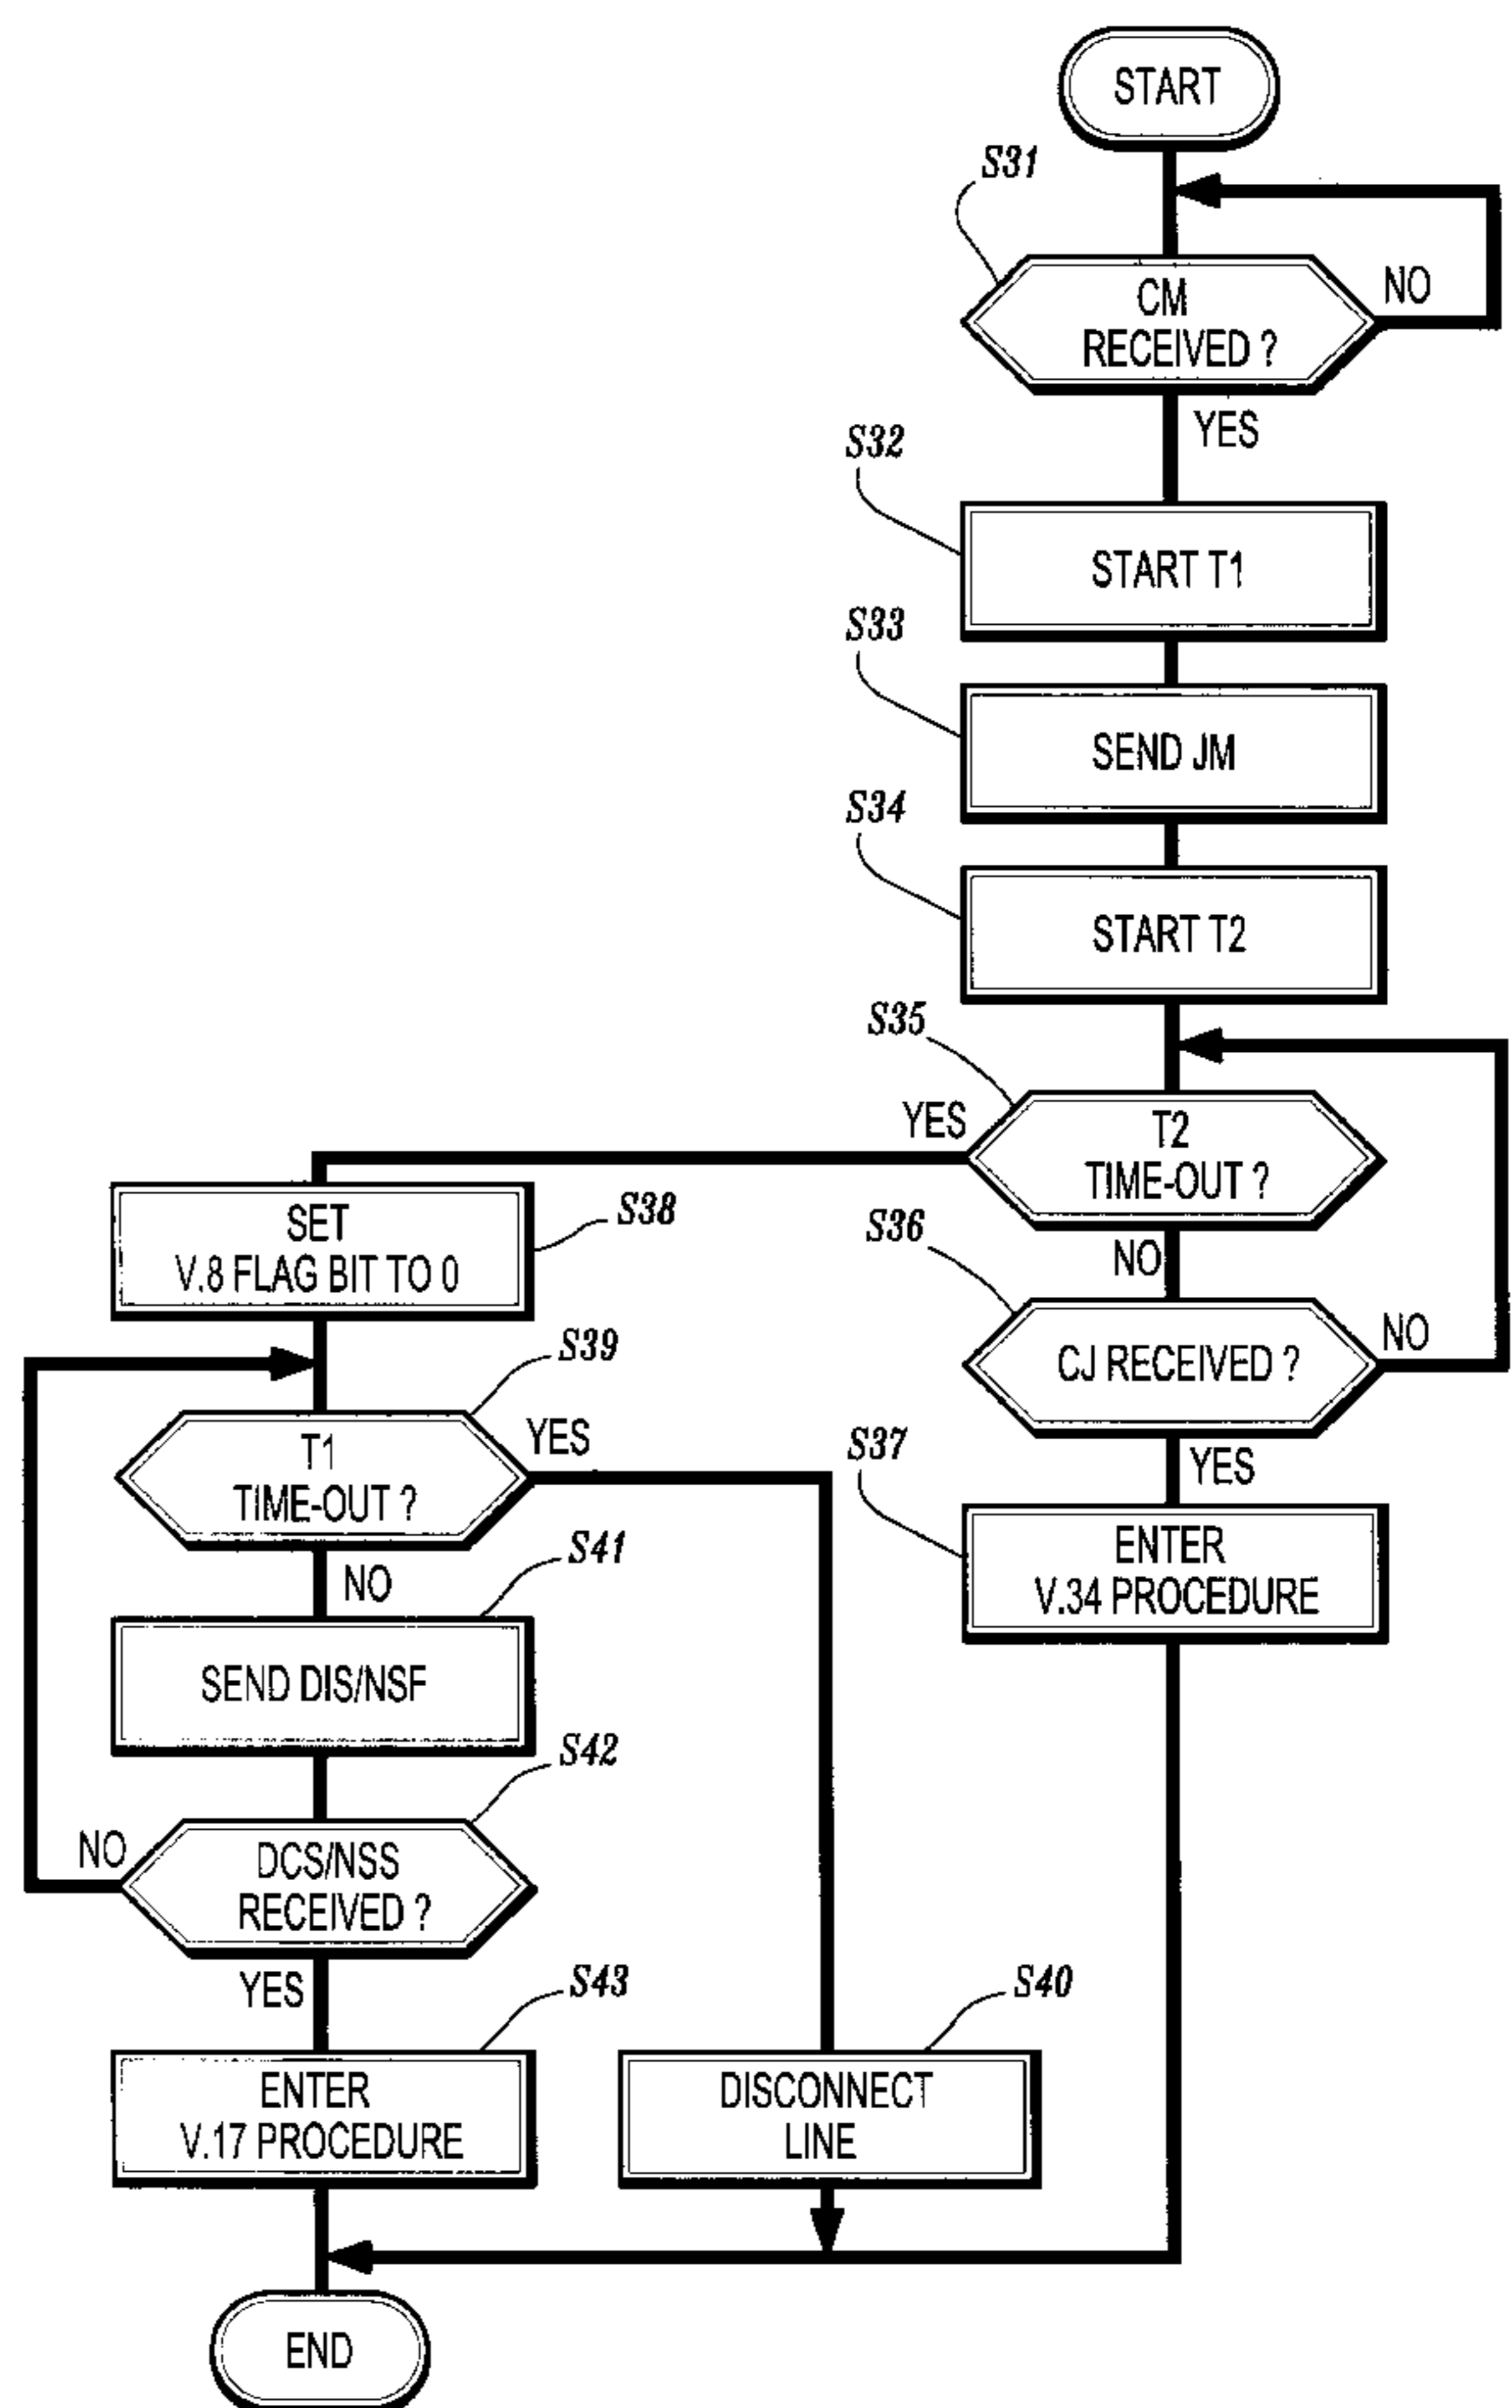 START
S31
CM
RECEIVED ?
NO
YES
S32
START T1
S33
SEND JM
S34
START T2
S35
YES
T2
TIME-OUT ?
NO
S36
CJ RECEIVED ?
NO
YES
S37
ENTER
V.34 PROCEDURE
SET
V.8 FLAG BIT TO 0
S38
S39
T1
TIME-OUT ?
YES
NO
S41
SEND DIS/NSF
S42
NO
DCS/NSS
RECEIVED ?
YES
S43
ENTER
V.17 PROCEDURE
S40
DISCONNECT
LINE
END